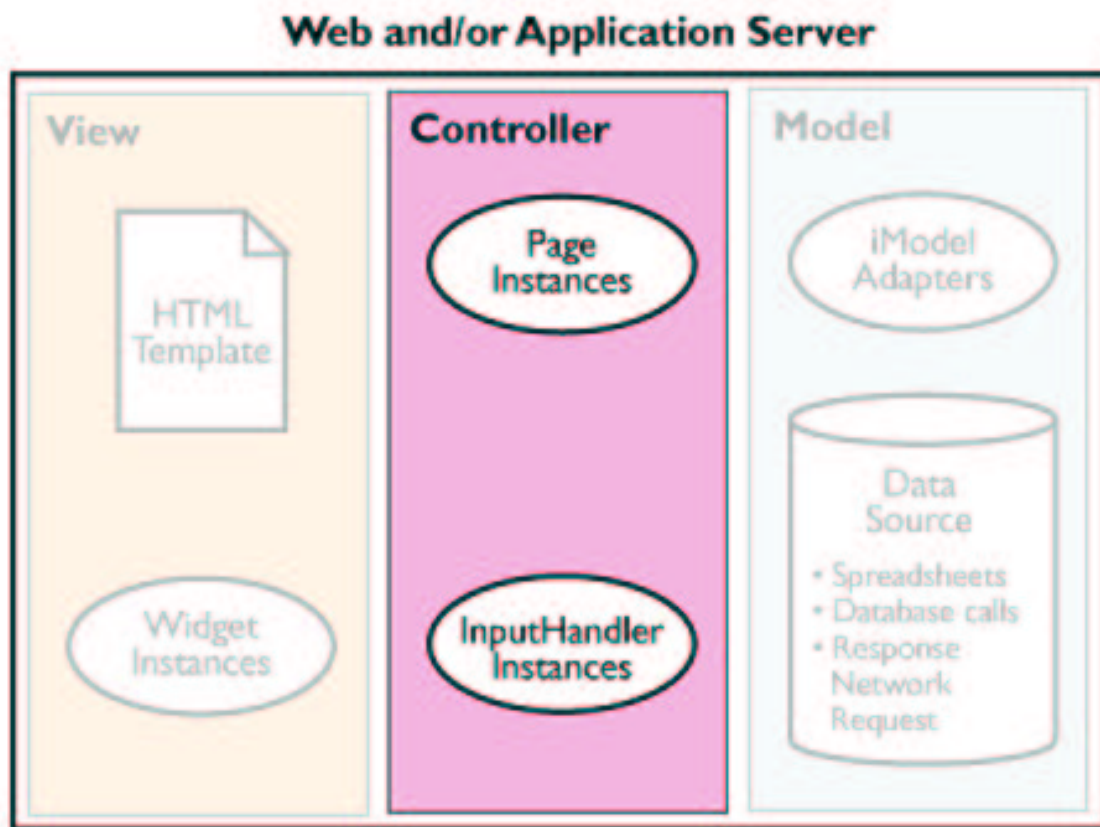 Web and/or Application Server
View
HTML
Template
Widget
Instances
Controller
Page
Instances
InputHandler
Instances
Model
iModel
Adapters
Data
Source
• Spreadsheets
• Database calls
• Response
Network
Request